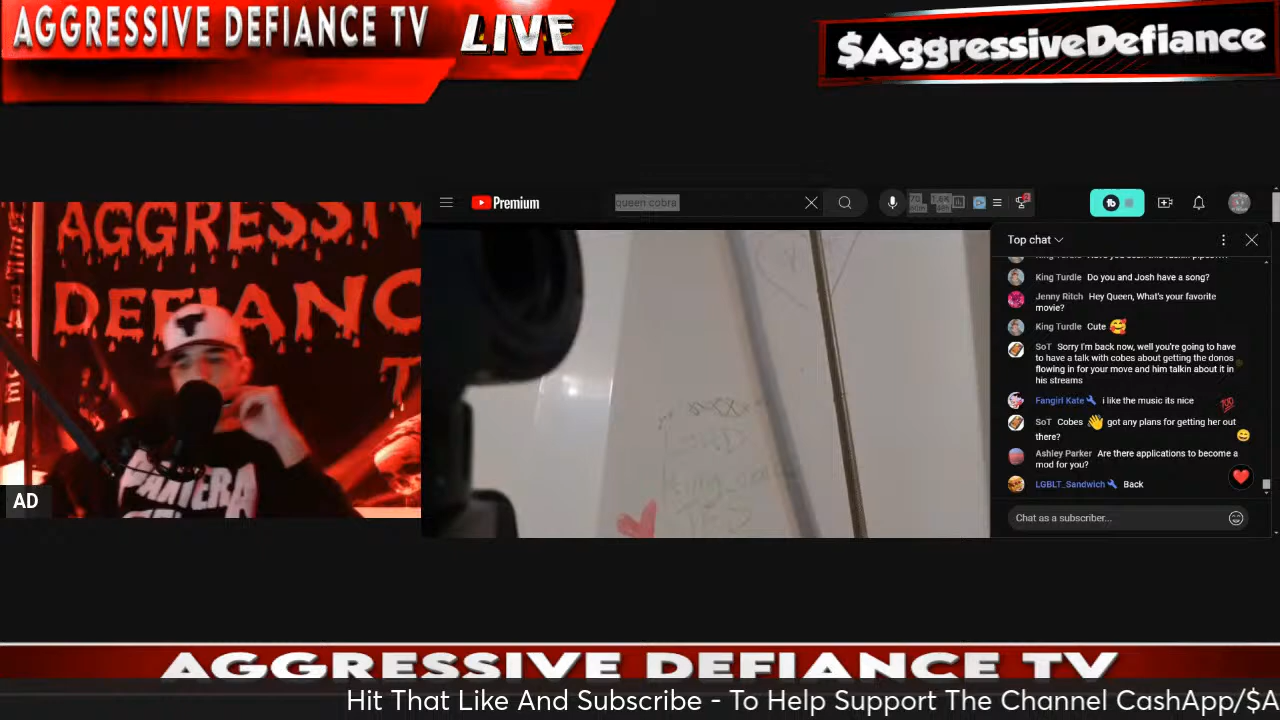 AGGRESSIVE DEFIANCE TV LIVE
$AggressiveDefiance
Premium
queen cobra
AGGRESSIV
DEFIANC
T
PANTERA
AD
Top chat
King Turdle Do you and Josh have a song?
Jenny Ritch Hey Queen, What's your favorite
movie?
King Turdle Cute 🥰
SoT Sorry I'm back now, well you're going to have
to have a talk with cobes about getting the donos
flowing in for your move and him talkin about it in
his streams
Fangirl Kate i like the music its nice
SoT Cobes 👋 got any plans for getting her out
there?
Ashley Parker Are there applications to become a
mod for you?
LGBLT_Sandwich Back
Chat as a subscriber...
AGGRESSIVE DEFIANCE TV
Hit That Like And Subscribe - To Help Support The Channel CashApp/$A